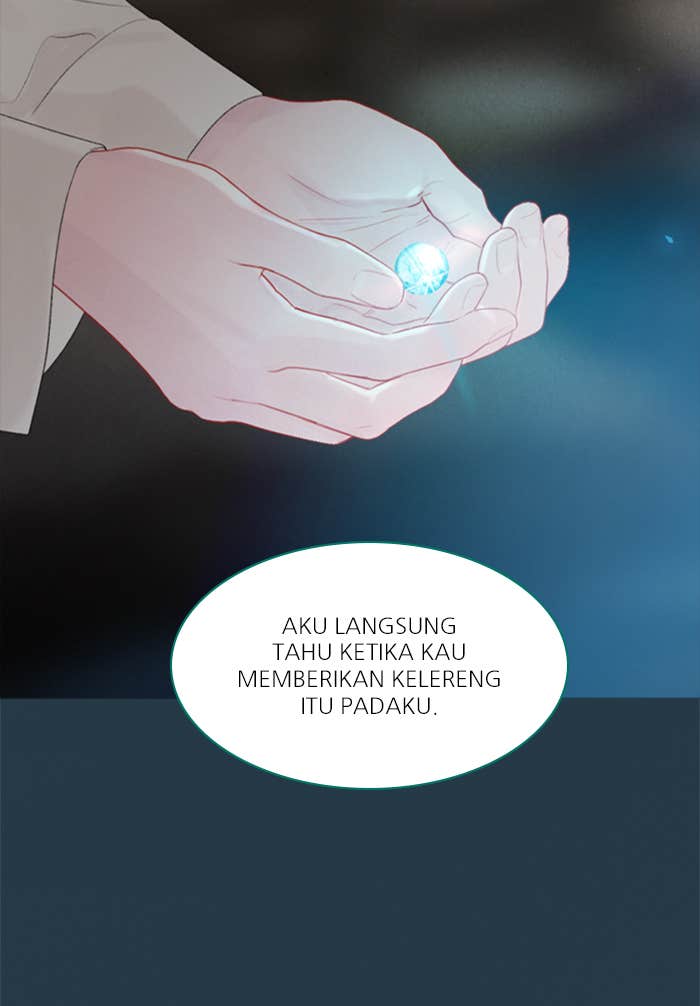 AKU LANGSUNG
TAHU KETIKA KAU
MEMBERIKAN KELERENG
ITU PADAKU.